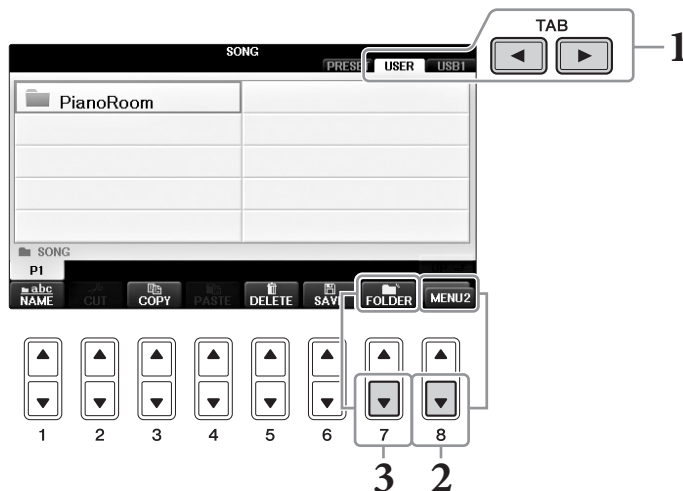 TAB
1
SONG
PRESET USER USB1
PianoRoom
SONG
P1
abc
NAME CUT COPY PASTE DELETE SAVE FOLDER MENU2
1 2 3 4 5 6 7 8
3 2